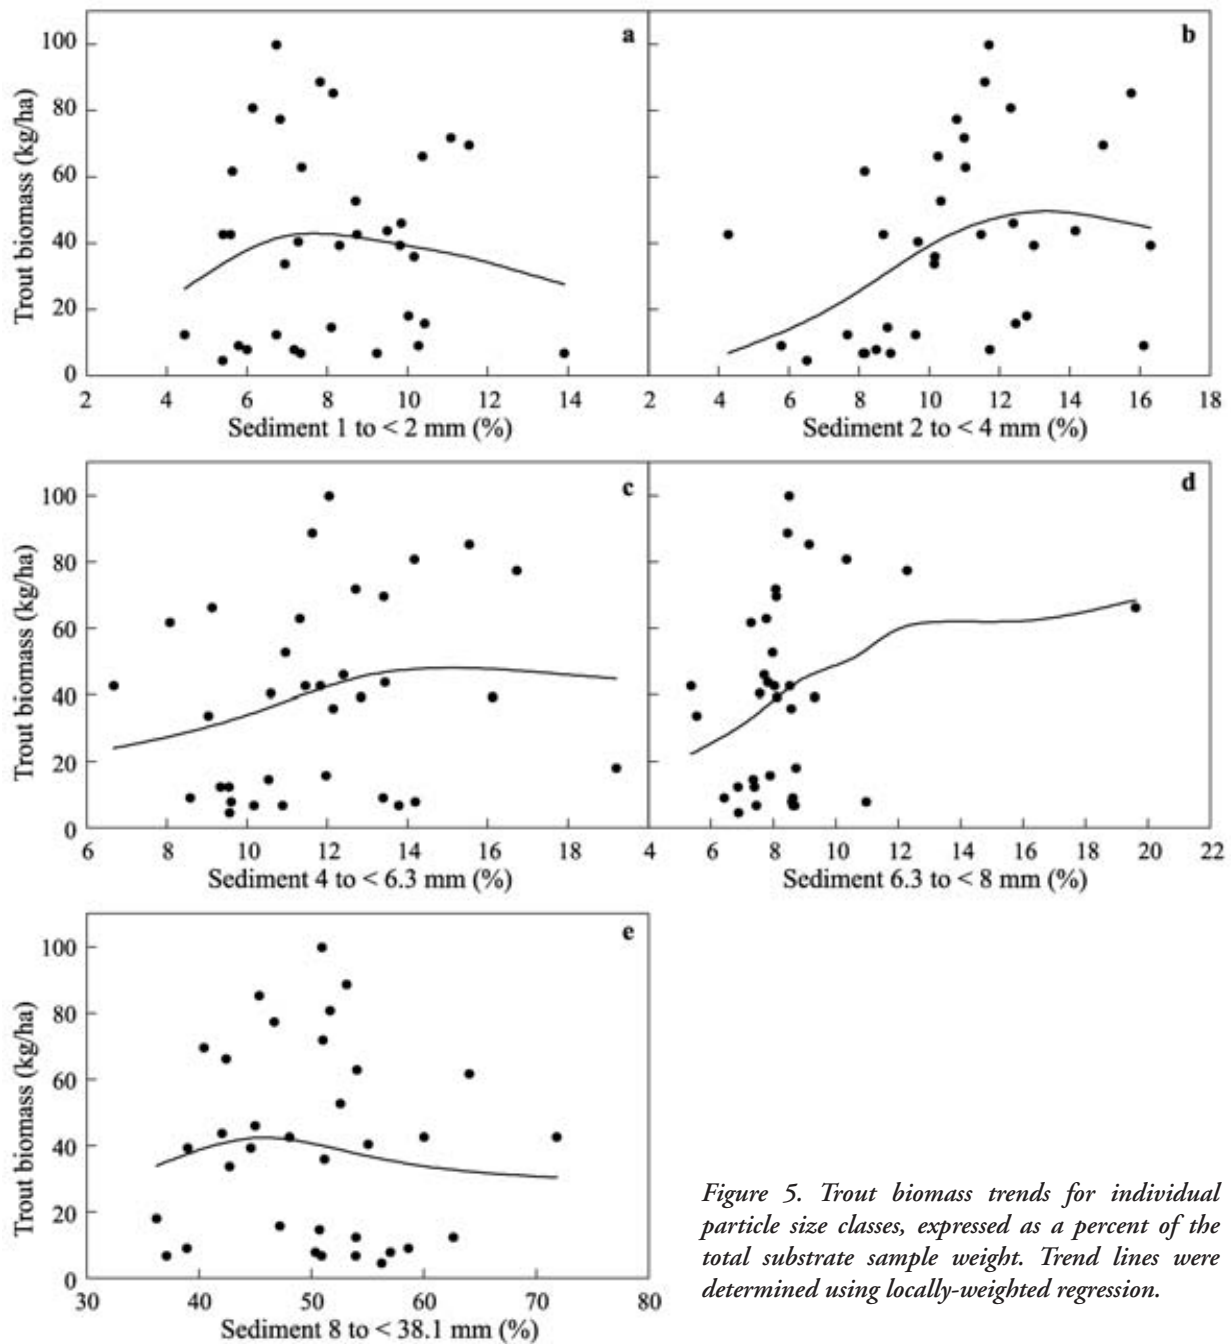 a
b
100
80
60
40
20
0
Trout biomass (kg/ha)
2 4 6 8 10 12 14
Sediment 1 to < 2 mm (%)
2 4 6 8 10 12 14 16 18
Sediment 2 to < 4 mm (%)
c
d
100
80
60
40
20
0
Trout biomass (kg/ha)
6 8 10 12 14 16 18
Sediment 4 to < 6.3 mm (%)
4 6 8 10 12 14 16 18 20 22
Sediment 6.3 to < 8 mm (%)
e
100
80
60
40
20
0
Trout biomass (kg/ha)
30 40 50 60 70 80
Sediment 8 to < 38.1 mm (%)
Figure 5. Trout biomass trends for individual
particle size classes, expressed as a percent of the
total substrate sample weight. Trend lines were
determined using locally-weighted regression.